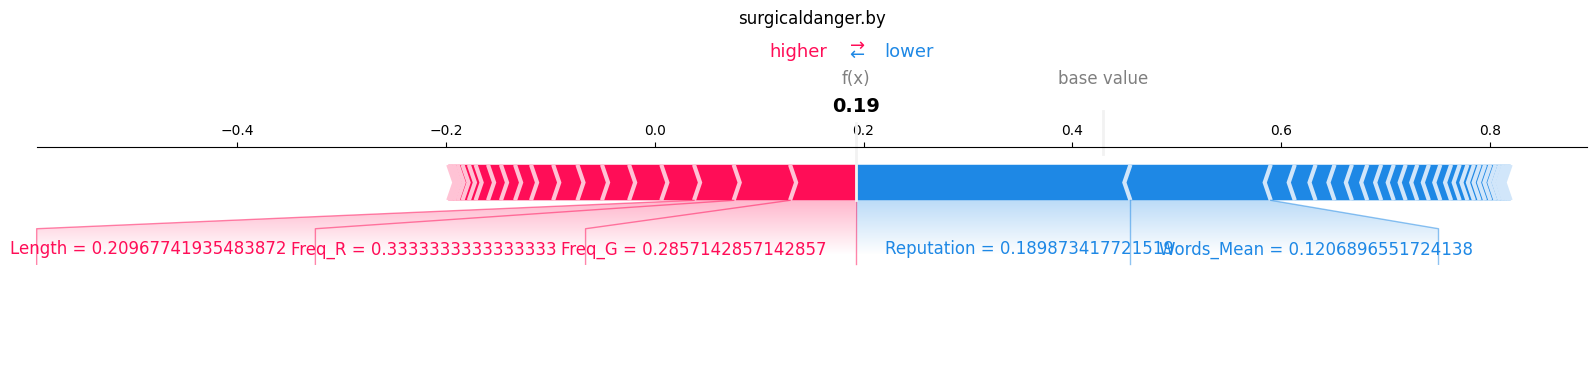 surgicaldanger.by
higher ⇄ lower
f(x) base value
0.19
−0.4 −0.2 0.0 0.2 0.4 0.6 0.8
Length = 0.20967741935483872 Freq_R = 0.3333333333333333 Freq_G = 0.2857142857142857 Reputation = 0.189873417721519 Words_Mean = 0.1206896551724138